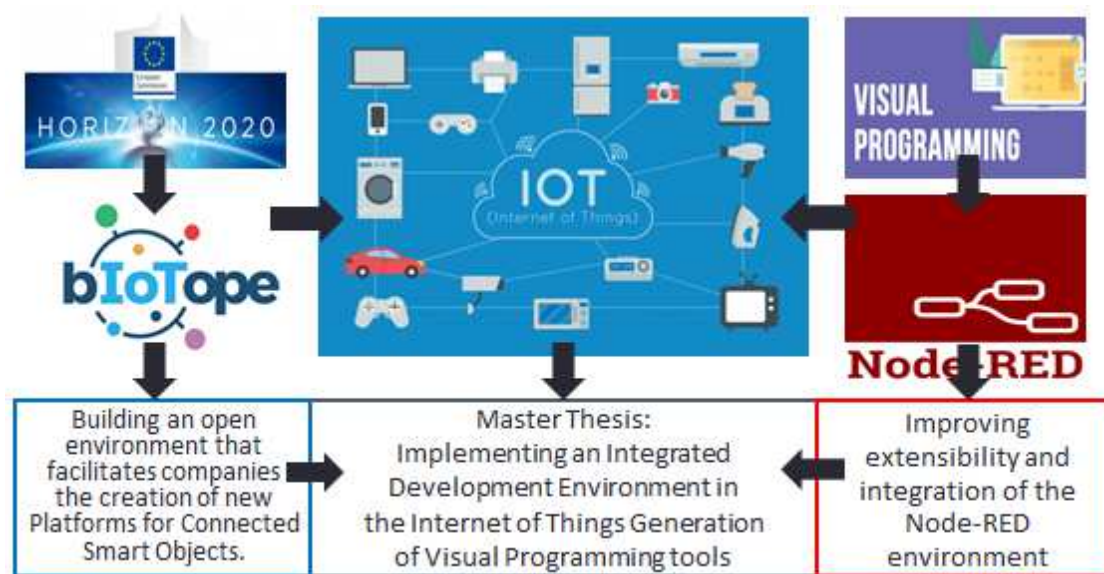 European
Commission
HORIZON 2020
bIoTope
Building an open
environment that
facilitates companies
the creation of new
Platforms for Connected
Smart Objects.
IOT
(Internet of Things)
Master Thesis:
Implementing an Integrated
Development Environment in
the Internet of Things Generation
of Visual Programming tools
VISUAL
PROGRAMMING
Node-RED
Improving
extensibility and
integration of the
Node-RED
environment